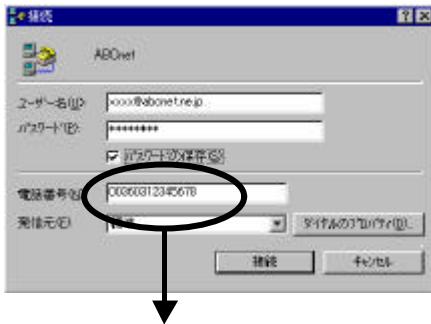 接続
ABCnet
ユーザー名(U):
xxxx@abcnet.ne.jp
パスワード(P):
********
パスワードの保存(S)
電話番号(N):
00360312345678
発信元(F):
ダイヤルのプロパティ(D)...
接続
キャンセル